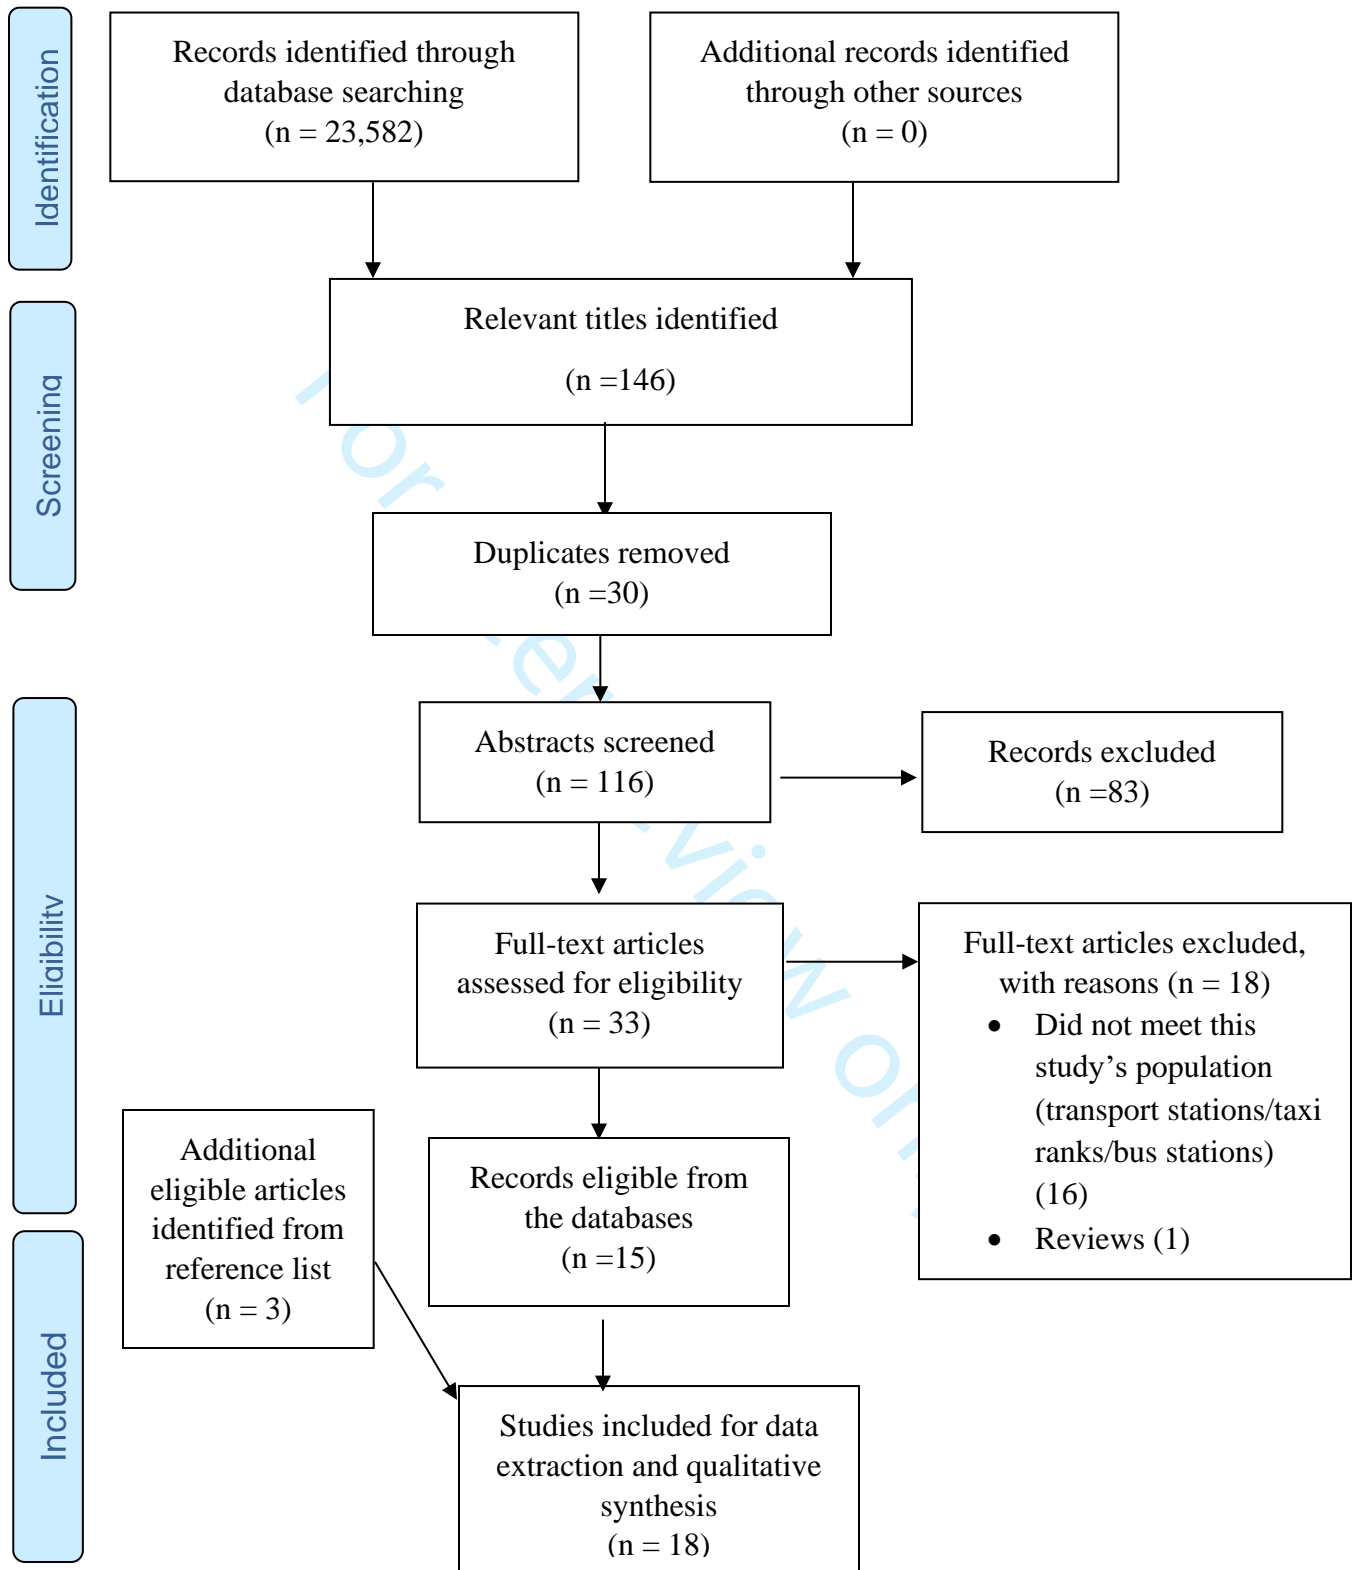 Identification
Records identified through
database searching
(n = 23,582)
Additional records identified
through other sources
(n = 0)
Screening
Relevant titles identified
(n =146)
Duplicates removed
(n =30)
Eligibility
Abstracts screened
(n = 116)
Records excluded
(n =83)
Full-text articles
assessed for eligibility
(n = 33)
Full-text articles excluded,
with reasons (n = 18)
• Did not meet this
study’s population
(transport stations/taxi
ranks/bus stations)
(16)
• Reviews (1)
Additional
eligible articles
identified from
reference list
(n = 3)
Records eligible from
the databases
(n =15)
Included
Studies included for data
extraction and qualitative
synthesis
(n = 18)